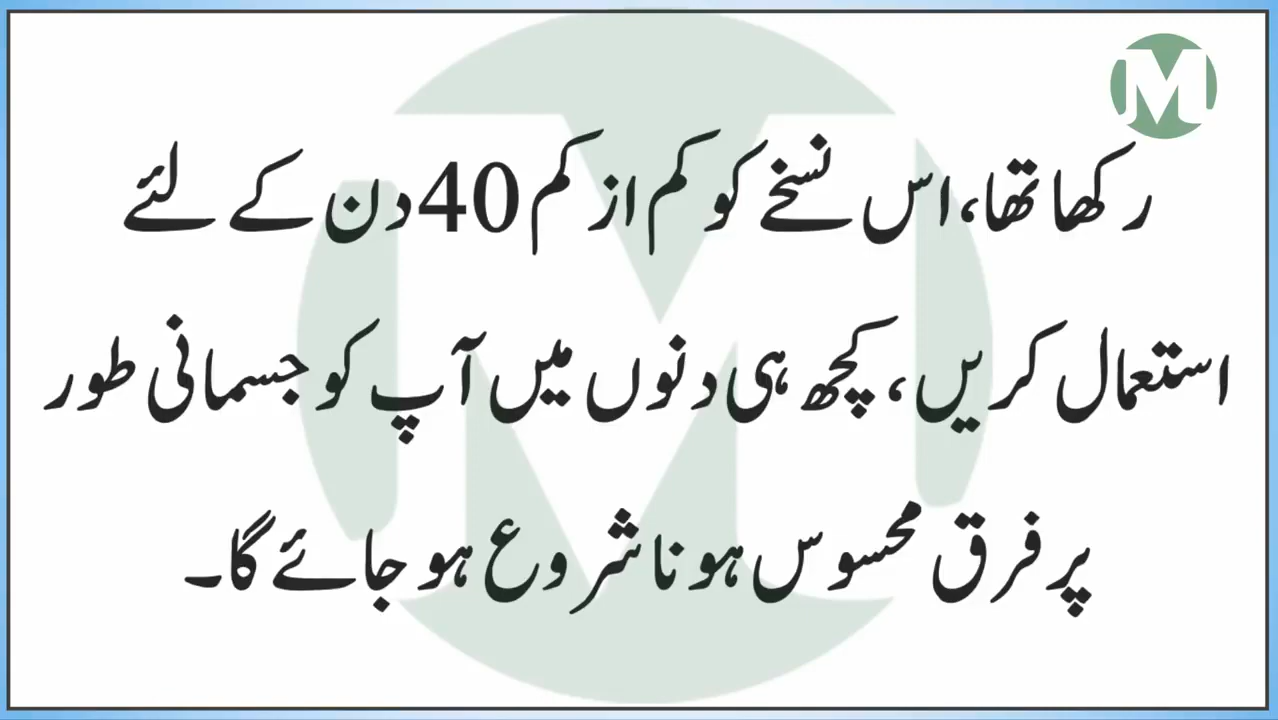 رکھا تھا، اس نسخے کو کم از کم 40 دن کے لئے
استعمال کریں، کچھ ہی دنوں میں آپ کو جسمانی طور
پر فرق محسوس ہونا شروع ہو جائے گا۔
M